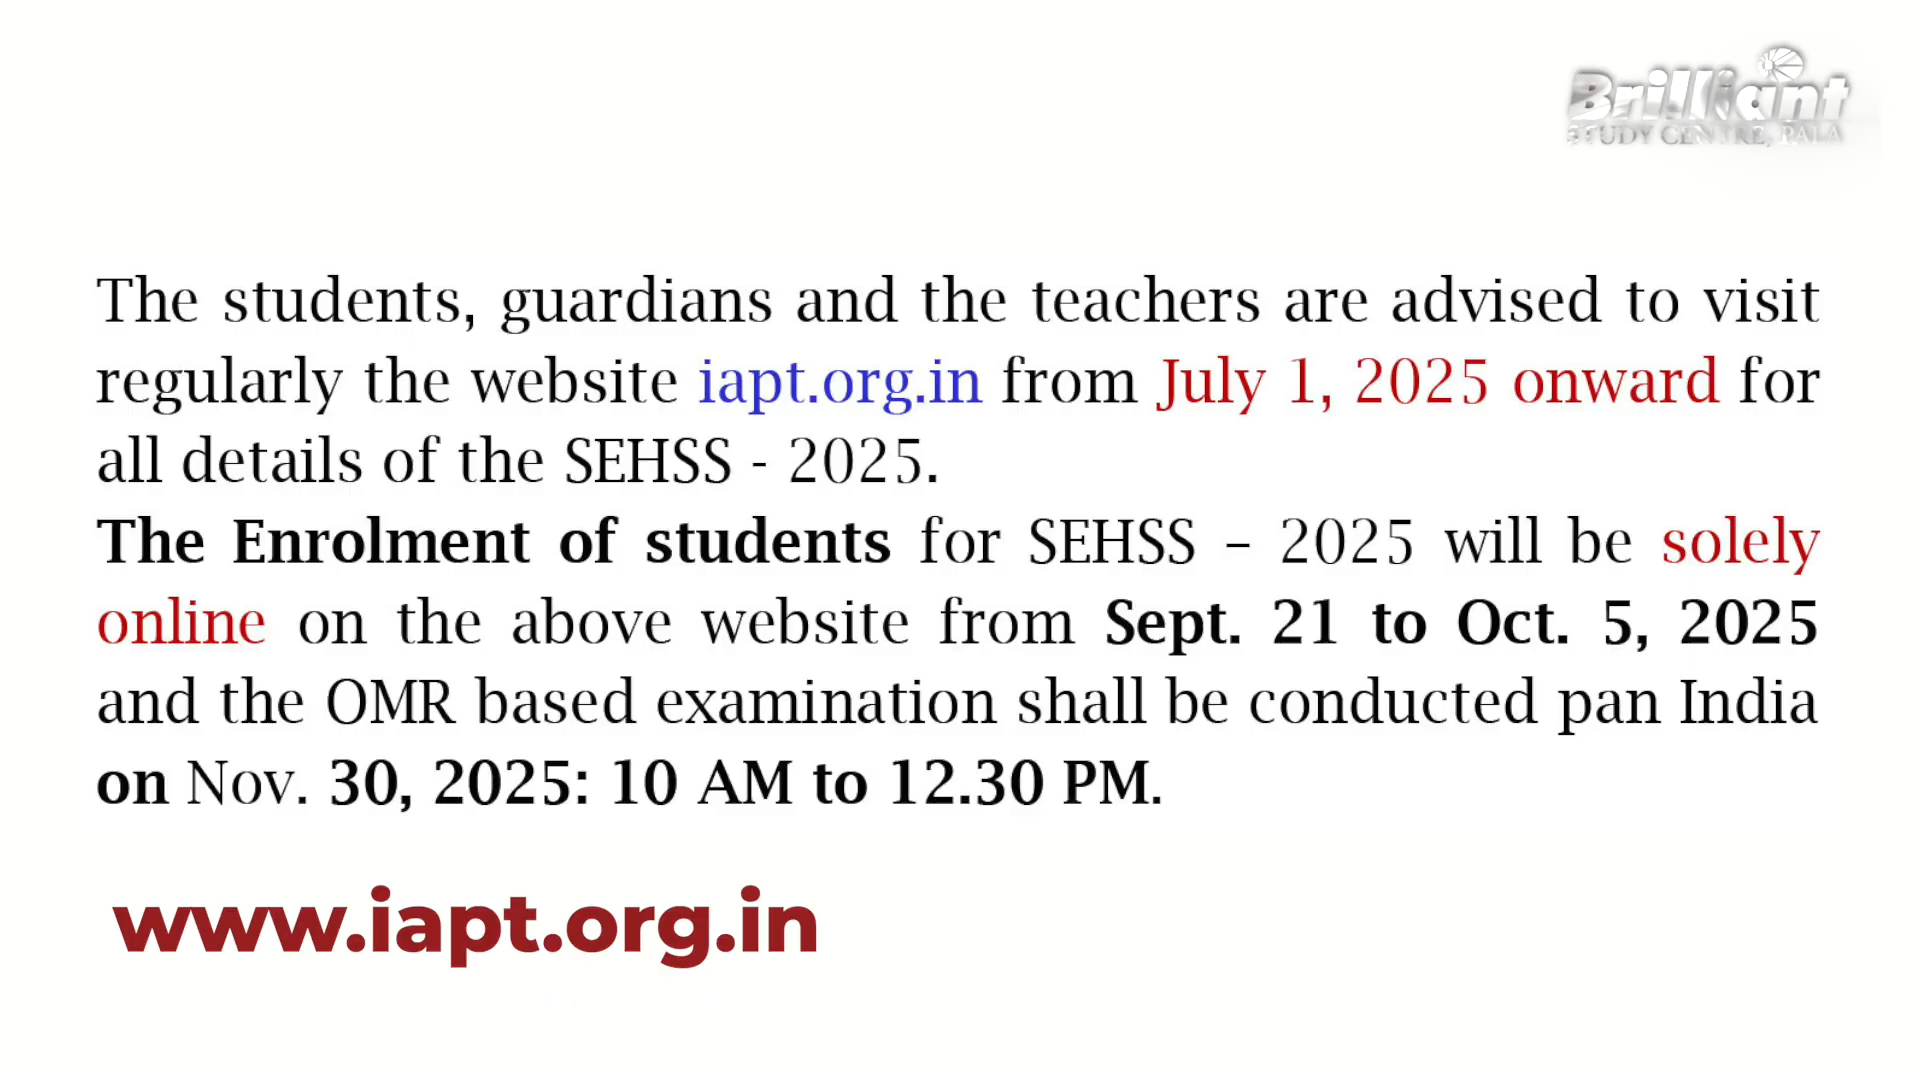 Brilliant
STUDY CENTRE, PALA
The students, guardians and the teachers are advised to visit
regularly the website iapt.org.in from July 1, 2025 onward for
all details of the SEHSS - 2025.
The Enrolment of students for SEHSS – 2025 will be solely
online on the above website from Sept. 21 to Oct. 5, 2025
and the OMR based examination shall be conducted pan India
on Nov. 30, 2025: 10 AM to 12.30 PM.
www.iapt.org.in